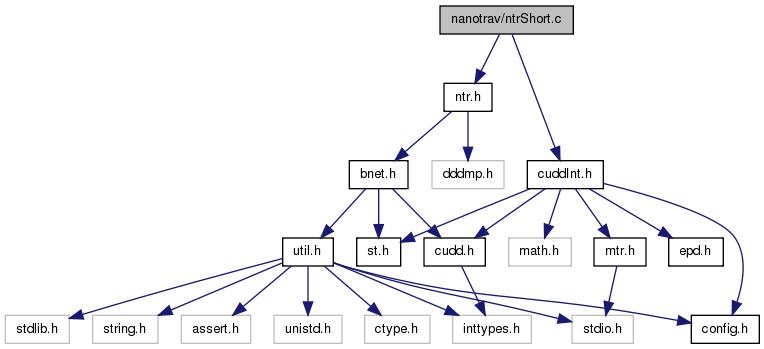 nanotrav/ntrShort.c
ntr.h
bnet.h
dddmp.h
cuddInt.h
util.h
st.h
cudd.h
math.h
mtr.h
epd.h
stdlib.h
string.h
assert.h
unistd.h
ctype.h
inttypes.h
stdio.h
config.h